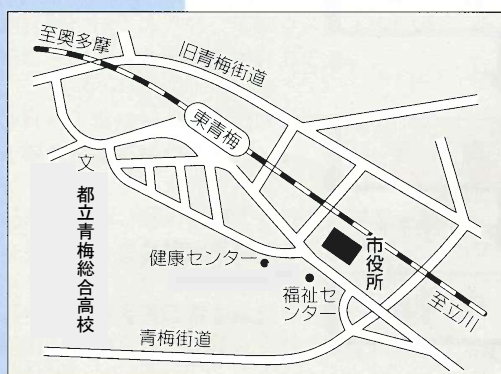 至奥多摩
旧青梅街道
東青梅
文
都立青梅総合高校
健康センター
市役所
福祉セ
ンター
至立川
青梅街道